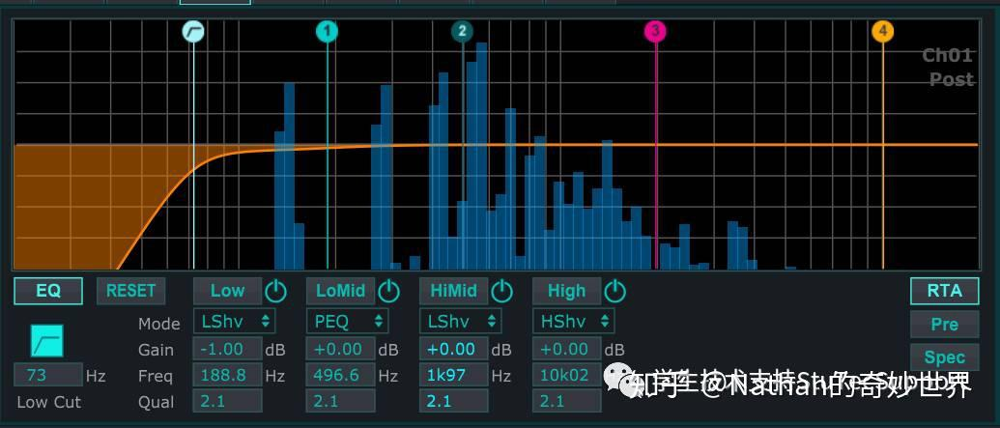 1 2 3 4
Ch01
Post
EQ RESET Low LoMid HiMid High RTA
Mode LShv PEQ LShv HShv Pre
Gain -1.00 dB +0.00 dB +0.00 dB +0.00 dB
Spec
73 Hz Freq 188.8 Hz 496.6 Hz 1k97 Hz 10k02
Low Cut Qual 2.1 2.1 2.1 2.1
知乎 @Nathan的奇妙世界